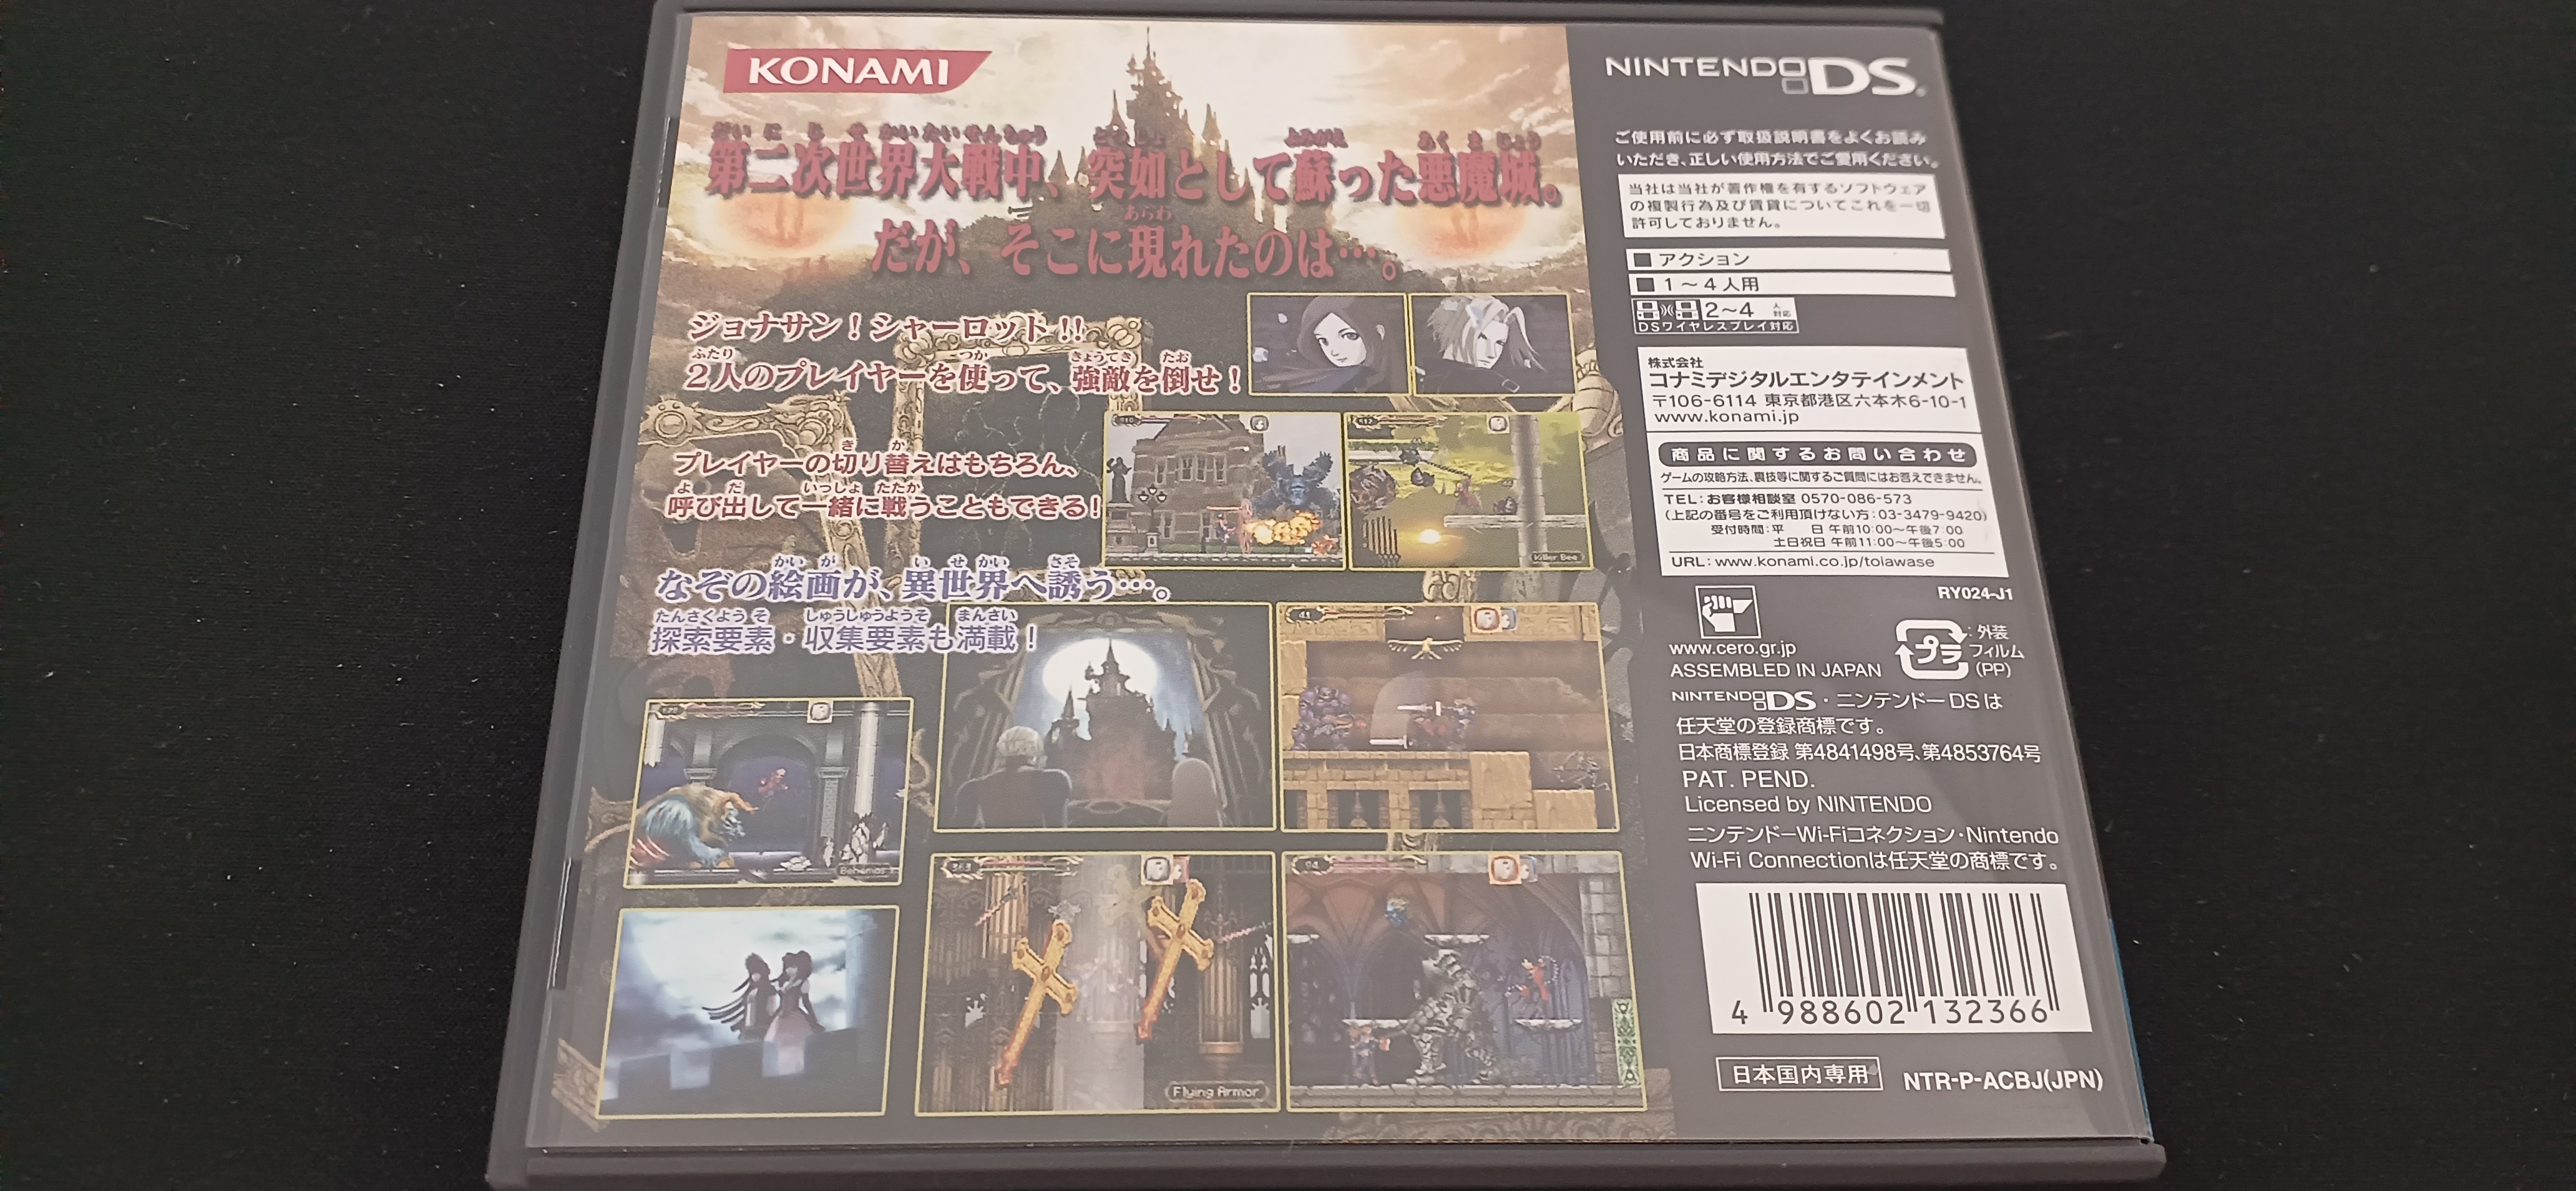 KONAMI
第二次世界大戦中、突如として蘇った悪魔城。
だが、そこに現れたのは…。
ジョナサン！シャーロット!!
２人のプレイヤーを使って、強敵を倒せ！
プレイヤーの切り替えはもちろん、
呼び出して一緒に戦うこともできる！
Killer Bee
なぞの絵画が、異世界へ誘う…。
探索要素・収集要素も満載！
Flying Armor
NINTENDO DS
ご使用前に必ず取扱説明書をよくお読み
いただき、正しい使用方法でご愛用ください。
当社は当社が著作権を有するソフトウェア
の複製行為及び賃貸についてこれを一切
許可しておりません。
■ アクション
■ 1～4人用
2～4人対応
DSワイヤレスプレイ対応
株式会社
コナミデジタルエンタテインメント
〒106-6114 東京都港区六本木6-10-1
www.konami.jp
商品に関するお問い合わせ
ゲームの攻略方法、裏技等に関するご質問にはお答えできません。
TEL：お客様相談室 0570-086-573
（上記の番号をご利用頂けない方：03-3479-9420）
受付時間：平　日 午前10:00～午後7:00
土日祝日 午前11:00～午後5:00
URL：www.konami.co.jp/toiawase
RY024-J1
www.cero.gr.jp
ASSEMBLED IN JAPAN
プラ
：外装
フィルム
(PP)
NINTENDO DS・ニンテンドーDSは
任天堂の登録商標です。
日本商標登録 第4841498号、第4853764号
PAT. PEND.
Licensed by NINTENDO
ニンテンドーWi-Fiコネクション・Nintendo
Wi-Fi Connectionは任天堂の商標です。
4 988602 132366
日本国内専用
NTR-P-ACBJ(JPN)